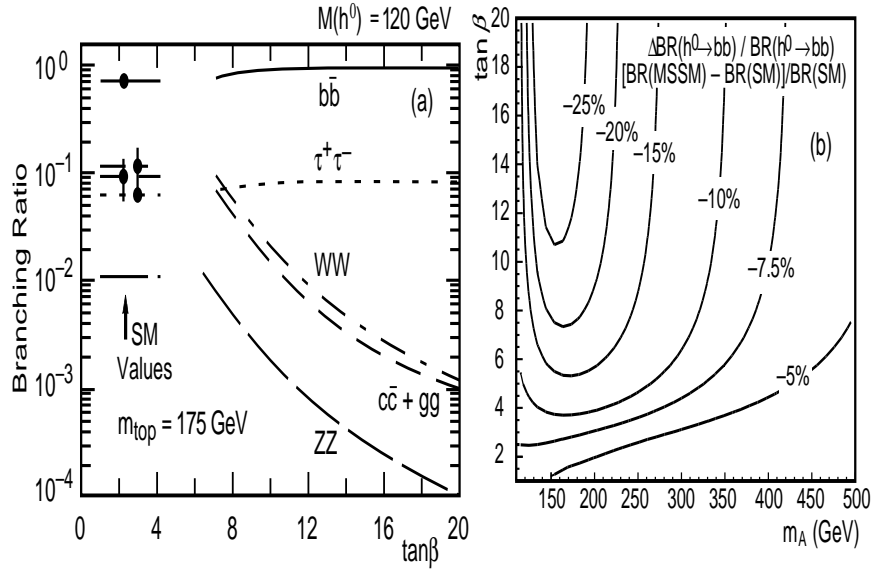 M(h⁰) = 120 GeV
Branching Ratio
10⁰
10⁻¹
10⁻²
10⁻³
10⁻⁴
bb̄
(a)
τ⁺τ⁻
WW
SM
Values
cc̄ + gg
m_top = 175 GeV
ZZ
0
4
8
12
16
20
tanβ
tan β
18
16
14
12
10
8
6
4
2
ΔBR(h⁰→bb) / BR(h⁰→bb)
[BR(MSSM) – BR(SM)]/BR(SM)
–25%
–20%
–15%
(b)
–10%
–7.5%
–5%
150
200
250
300
350
400
450
500
m_A (GeV)